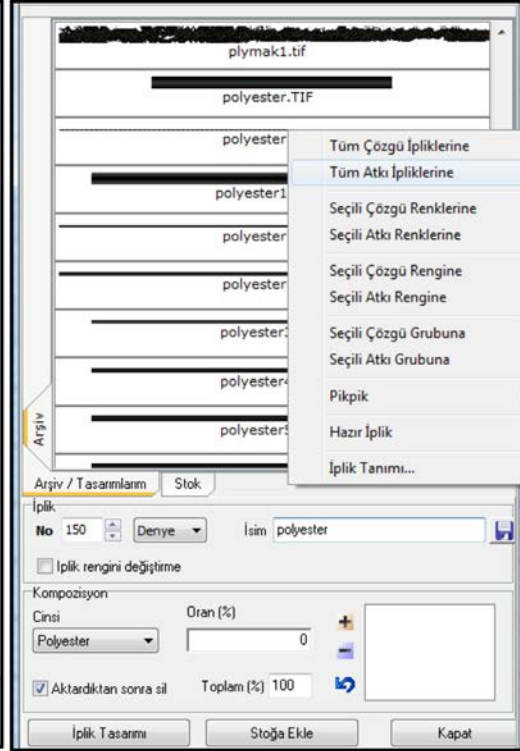 plymak1.tif
polyester.TIF
polyester
polyester1
polyester
polyester
polyester3
polyester4
polyester5
Tüm Çözgü İpliklerine
Tüm Atkı İpliklerine
Seçili Çözgü Renklerine
Seçili Atkı Renklerine
Seçili Çözgü Rengine
Seçili Atkı Rengine
Seçili Çözgü Grubuna
Seçili Atkı Grubuna
Pikpik
Hazır İplik
İplik Tanımı...
Arşiv
Arşiv / Tasarımlarım Stok
İplik
No 150 Denye İsim polyester
İplik rengini değiştirme
Kompozisyon
Cinsi Oran (%)
Polyester 0
Aktardıktan sonra sil Toplam (%) 100
İplik Tasarımı Stoğa Ekle Kapat